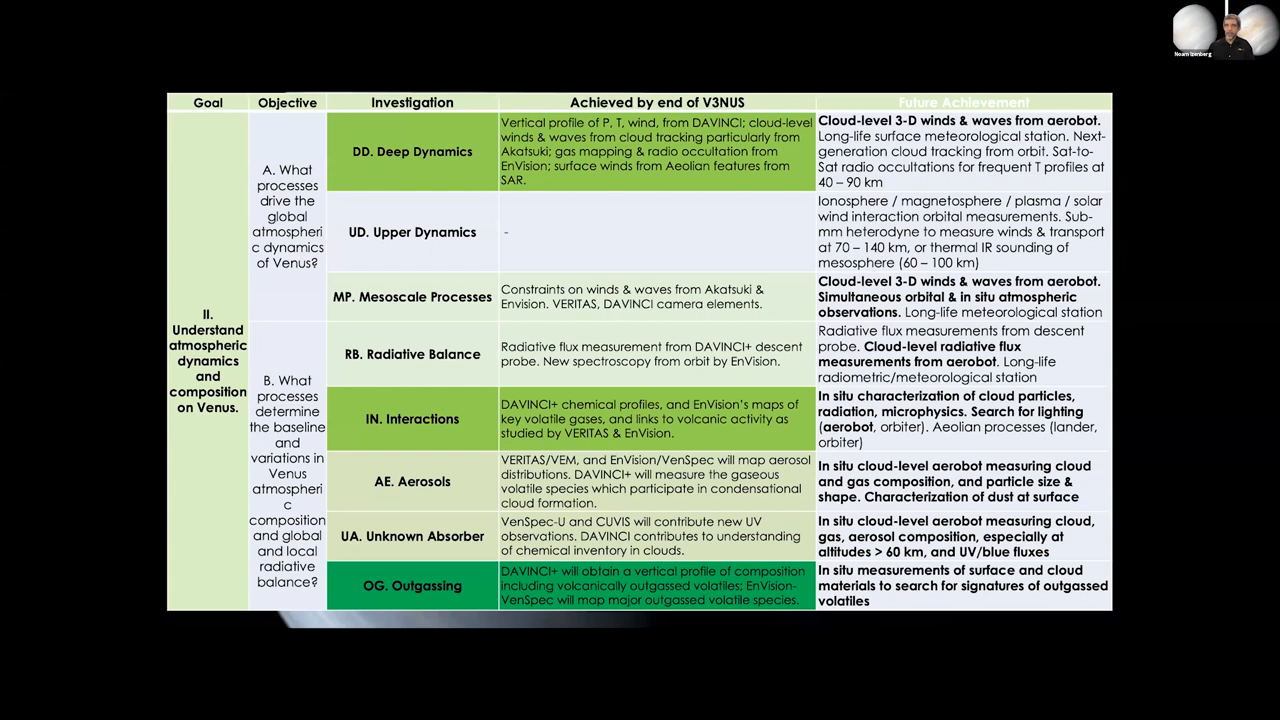 Noam Izenberg
Goal Objective Investigation Achieved by end of V3NUS Future Achievement
II.
Understand
atmospheric
dynamics
and
composition
on Venus.
A. What
processes
drive the
global
atmospheri
c dynamics
of Venus?
DD. Deep Dynamics
Vertical profile of P, T, wind, from DAVINCI; cloud-level
winds & waves from cloud tracking particularly from
Akatsuki; gas mapping & radio occultation from
EnVision; surface winds from Aeolian features from
SAR.
Cloud-level 3-D winds & waves from aerobot.
Long-life surface meteorological station. Next-
generation cloud tracking from orbit. Sat-to-
Sat radio occultations for frequent T profiles at
40 – 90 km
UD. Upper Dynamics
-
Ionosphere / magnetosphere / plasma / solar
wind interaction orbital measurements. Sub-
mm heterodyne to measure winds & transport
at 70 – 140 km, or thermal IR sounding of
mesosphere (60 – 100 km)
MP. Mesoscale Processes
Constraints on winds & waves from Akatsuki &
Envision. VERITAS, DAVINCI camera elements.
Cloud-level 3-D winds & waves from aerobot.
Simultaneous orbital & in situ atmospheric
observations. Long-life meteorological station
B. What
processes
determine
the baseline
and
variations in
Venus
atmospheri
c
composition
and global
and local
radiative
balance?
RB. Radiative Balance
Radiative flux measurement from DAVINCI+ descent
probe. New spectroscopy from orbit by EnVision.
Radiative flux measurements from descent
probe. Cloud-level radiative flux
measurements from aerobot. Long-life
radiometric/meteorological station
IN. Interactions
DAVINCI+ chemical profiles, and EnVision's maps of
key volatile gases, and links to volcanic activity as
studied by VERITAS & EnVision.
In situ characterization of cloud particles,
radiation, microphysics. Search for lighting
(aerobot, orbiter). Aeolian processes (lander,
orbiter)
AE. Aerosols
VERITAS/VEM, and EnVision/VenSpec will map aerosol
distributions. DAVINCI+ will measure the gaseous
volatile species which participate in condensational
cloud formation.
In situ cloud-level aerobot measuring cloud
and gas composition, and particle size &
shape. Characterization of dust at surface
UA. Unknown Absorber
VenSpec-U and CUVIS will contribute new UV
observations. DAVINCI contributes to understanding
of chemical inventory in clouds.
In situ cloud-level aerobot measuring cloud,
gas, aerosol composition, especially at
altitudes > 60 km, and UV/blue fluxes
OG. Outgassing
DAVINCI+ will obtain a vertical profile of composition
including volcanically outgassed volatiles; EnVision-
VenSpec will map major outgassed volatile species.
In situ measurements of surface and cloud
materials to search for signatures of outgassed
volatiles